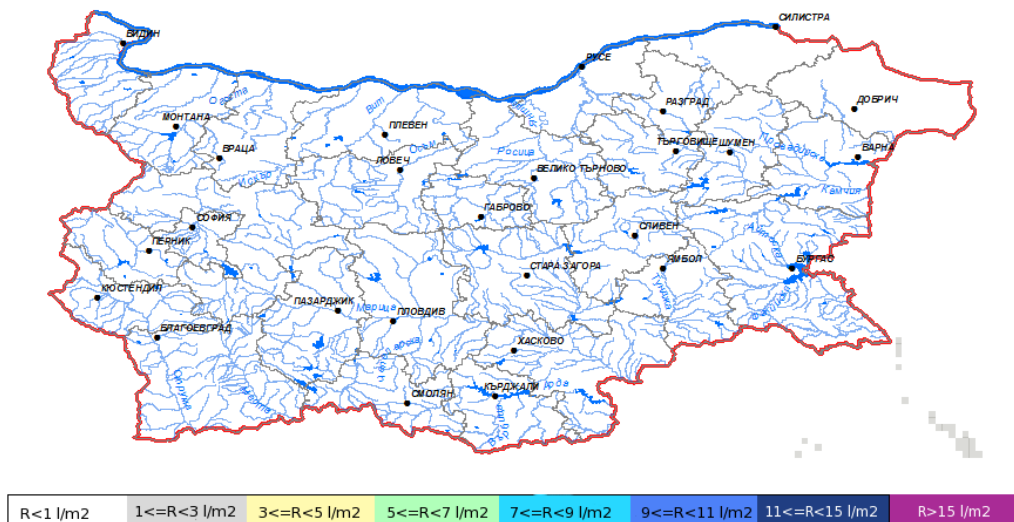 СИЛИСТРА
ВИДИН
РУСЕ
ДОБРИЧ
РАЗГРАД
Огоста
Вит
МОНТАНА
ПЛЕВЕН
ТЪРГОВИЩЕ
ШУМЕН
ВАРНА
ВРАЦА
ЛОВЕЧ
Осъм
Росица
ВЕЛИКО ТЪРНОВО
Камчия
ГАБРОВО
СОФИЯ
СЛИВЕН
ПЕРНИК
СТАРА ЗАГОРА
ЯМБОЛ
БУРГАС
КЮСТЕНДИЛ
ПАЗАРДЖИК
Марица
ПЛОВДИВ
БЛАГОЕВГРАД
ХАСКОВО
КЪРДЖАЛИ
СМОЛЯН
Места
R<1 l/m2
1<=R<3 l/m2
3<=R<5 l/m2
5<=R<7 l/m2
7<=R<9 l/m2
9<=R<11 l/m2
11<=R<15 l/m2
R>15 l/m2